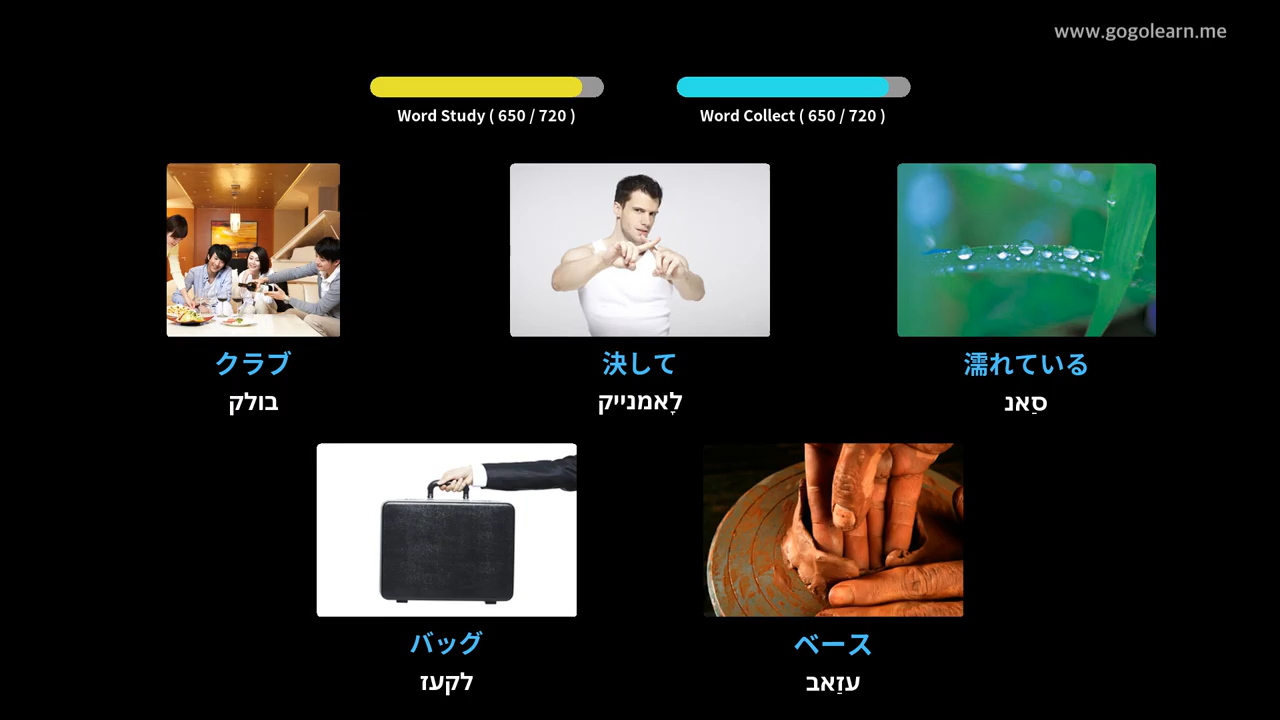 www.gogolearn.me
Word Study ( 650 / 720 )
Word Collect ( 650 / 720 )
クラブ
בולק
決して
לָאמנייק
濡れている
סַאנ
バッグ
לקעז
ベース
עזַאב